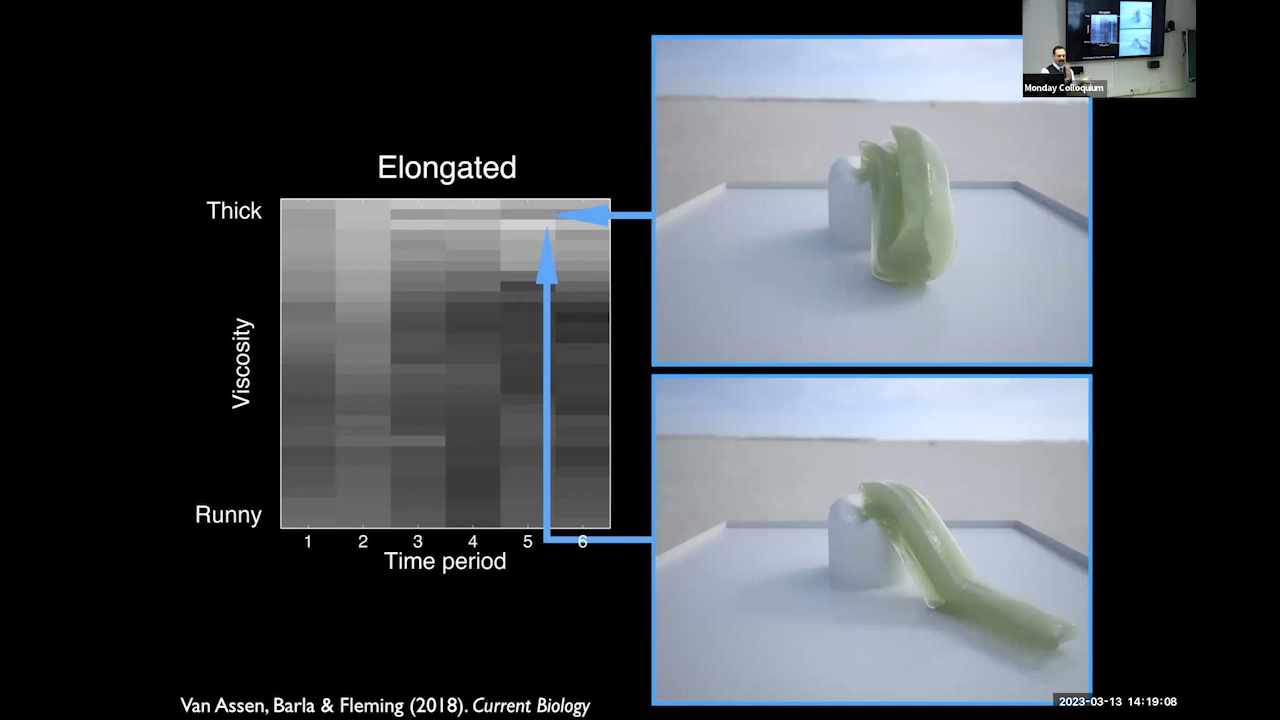 Monday Colloquium
Elongated
Thick
Viscosity
Runny
1 2 3 4 5 6
Time period
Van Assen, Barla & Fleming (2018). Current Biology
2023-03-13 14:19:08